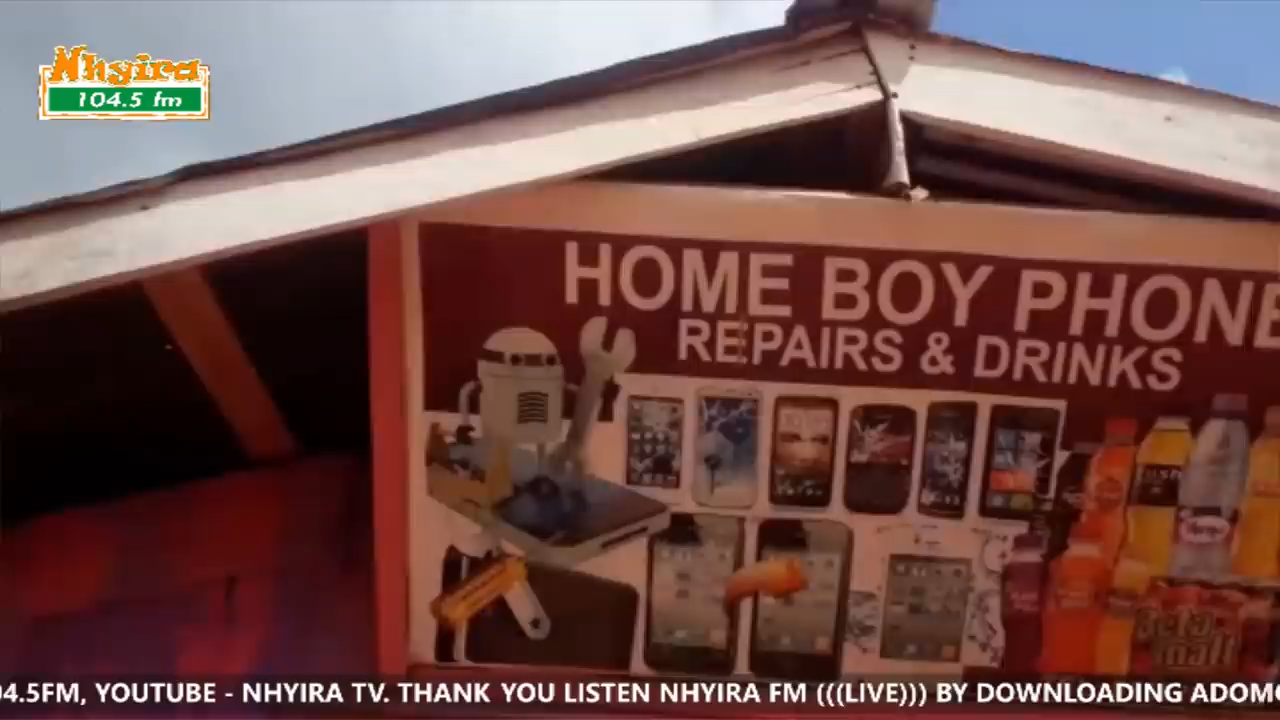 Nhyira
104.5 fm
HOME BOY PHONE
REPAIRS & DRINKS
Beta
malt
04.5FM, YOUTUBE - NHYIRA TV. THANK YOU LISTEN NHYIRA FM (((LIVE))) BY DOWNLOADING ADOM